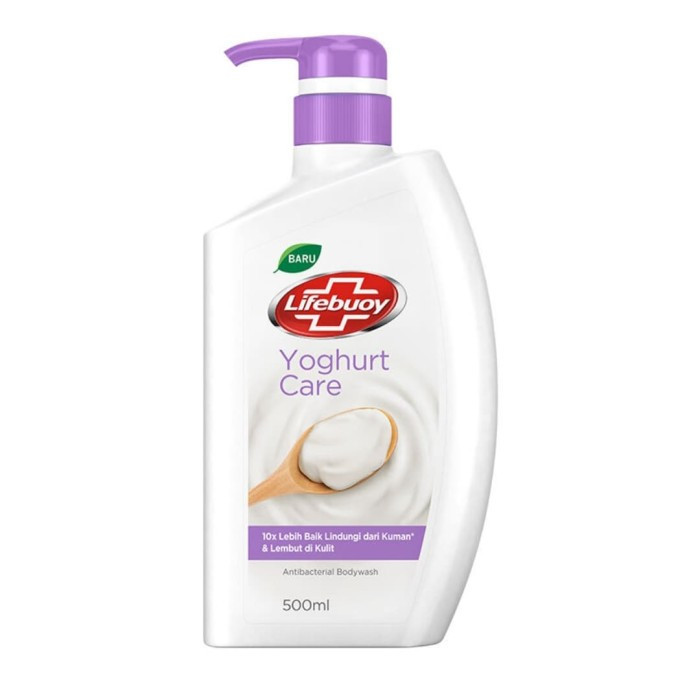 BARU
Lifebuoy
Yoghurt
Care
10x Lebih Baik Lindungi dari Kuman*
& Lembut di Kulit
Antibacterial Bodywash
500ml